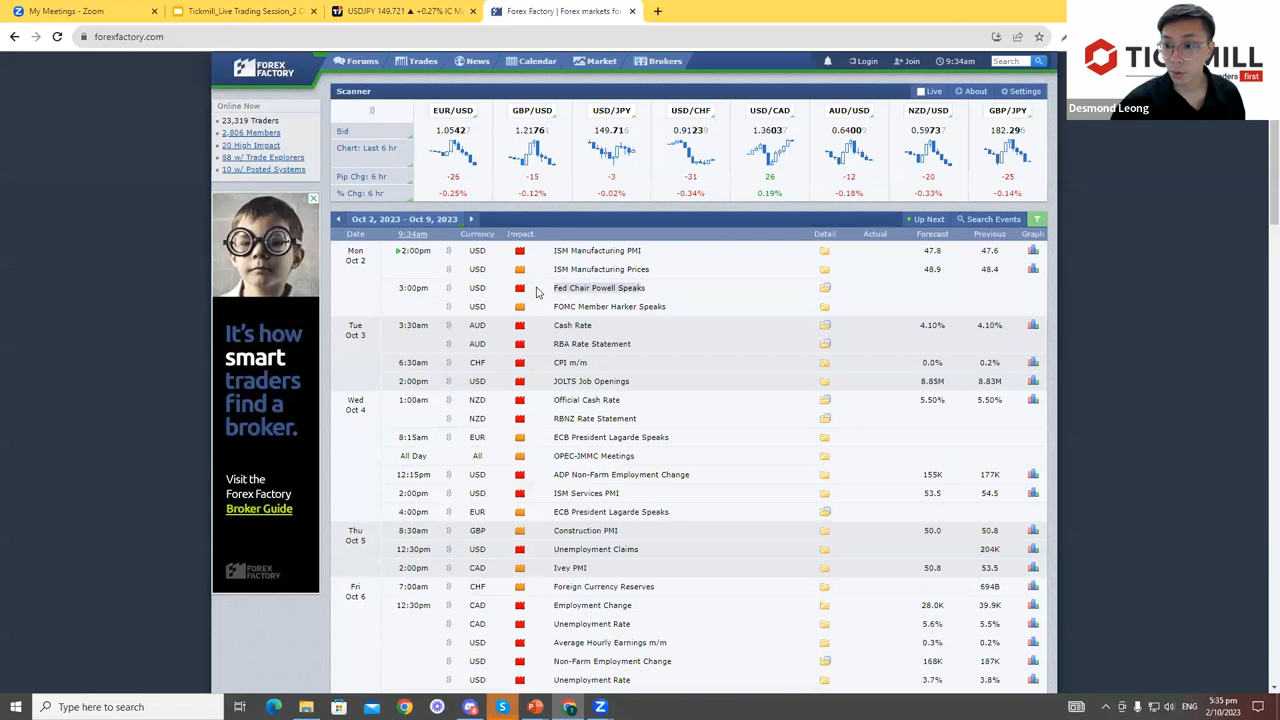 My Meetings - Zoom
Tickmill_Live Trading Session_2 C
USDJPY 149.721 ▲ +0.27% IC M
Forex Factory | Forex markets for
forexfactory.com
FOREX FACTORY
Forums Trades News Calendar Market Brokers
Login Join 9:34am Search
TICKMILL
traders first
Desmond Leong
Online Now
23,319 Traders
2,806 Members
20 High Impact
88 w/ Trade Explorers
10 w/ Posted Systems
It's how
smart
traders
find a
broker.
Visit the
Forex Factory
Broker Guide
FOREX FACTORY
Scanner Live About Settings
EUR/USD GBP/USD USD/JPY USD/CHF USD/CAD AUD/USD NZD/USD GBP/JPY
Bid 1.05427 1.21761 149.716 0.91239 1.36037 0.64009 0.59737 182.296
Chart: Last 6 hr
Pip Chg: 6 hr -26 -15 -3 -31 26 -12 -20 -25
% Chg: 6 hr -0.25% -0.12% -0.02% -0.34% 0.19% -0.18% -0.33% -0.14%
Oct 2, 2023 - Oct 9, 2023 Up Next Search Events
Date 9:34am Currency Impact Detail Actual Forecast Previous Graph
Mon Oct 2 2:00pm USD ISM Manufacturing PMI 47.8 47.6
USD ISM Manufacturing Prices 48.9 48.4
3:00pm USD Fed Chair Powell Speaks
USD FOMC Member Harker Speaks
Tue Oct 3 3:30am AUD Cash Rate 4.10% 4.10%
AUD RBA Rate Statement
6:30am CHF CPI m/m 0.0% 0.2%
2:00pm USD JOLTS Job Openings 8.85M 8.83M
Wed Oct 4 1:00am NZD Official Cash Rate 5.50% 5.50%
NZD RBNZ Rate Statement
8:15am EUR ECB President Lagarde Speaks
All Day All OPEC-JMMC Meetings
12:15pm USD ADP Non-Farm Employment Change 155K 177K
2:00pm USD ISM Services PMI 53.5 54.5
4:00pm EUR ECB President Lagarde Speaks
Thu Oct 5 8:30am GBP Construction PMI 50.0 50.8
12:30pm USD Unemployment Claims 204K
2:00pm CAD Ivey PMI 50.8 53.5
Fri Oct 6 7:00am CHF Foreign Currency Reserves 694B
12:30pm CAD Employment Change 28.0K 39.9K
CAD Unemployment Rate 5.6% 5.5%
USD Average Hourly Earnings m/m 0.3% 0.2%
USD Non-Farm Employment Change 168K 187K
USD Unemployment Rate 3.7% 3.8%
Type here to search
5:35 pm
2/10/2023